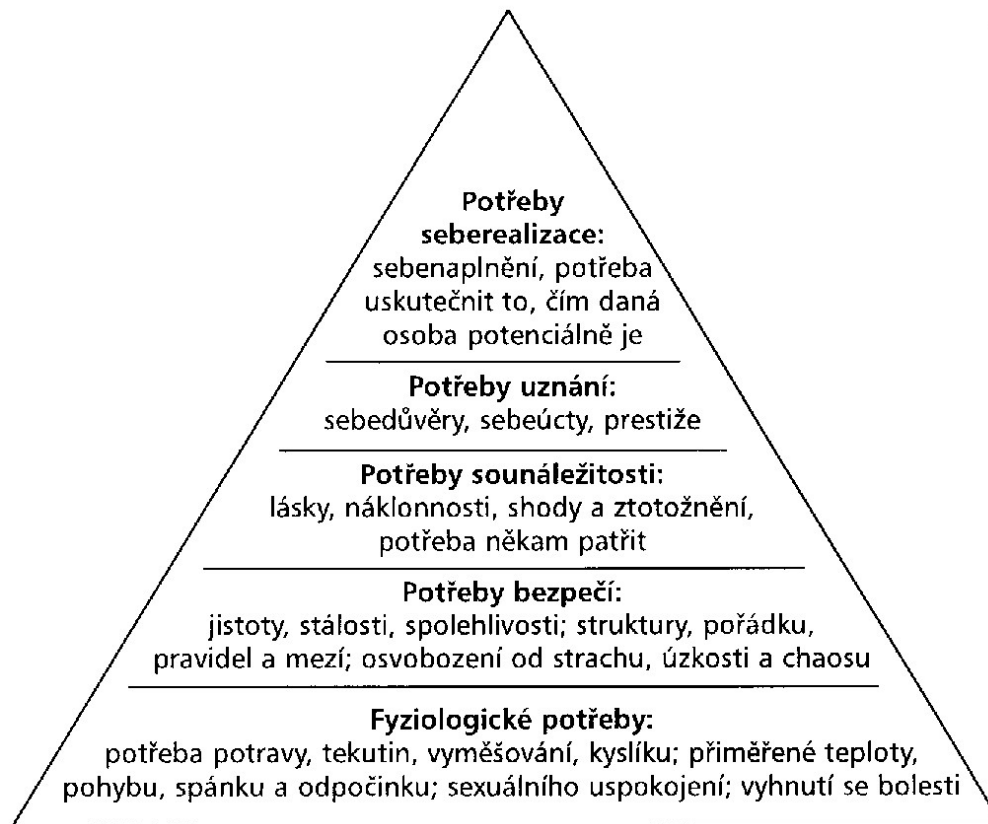 Potřeby
seberealizace:
sebenaplnění, potřeba
uskutečnit to, čím daná
osoba potenciálně je
Potřeby uznání:
sebedůvěry, sebeúcty, prestiže
Potřeby sounáležitosti:
lásky, náklonnosti, shody a ztotožnění,
potřeba někam patřit
Potřeby bezpečí:
jistoty, stálosti, spolehlivosti; struktury, pořádku,
pravidel a mezí; osvobození od strachu, úzkosti a chaosu
Fyziologické potřeby:
potřeba potravy, tekutin, vyměšování, kyslíku; přiměřené teploty,
pohybu, spánku a odpočinku; sexuálního uspokojení; vyhnutí se bolesti